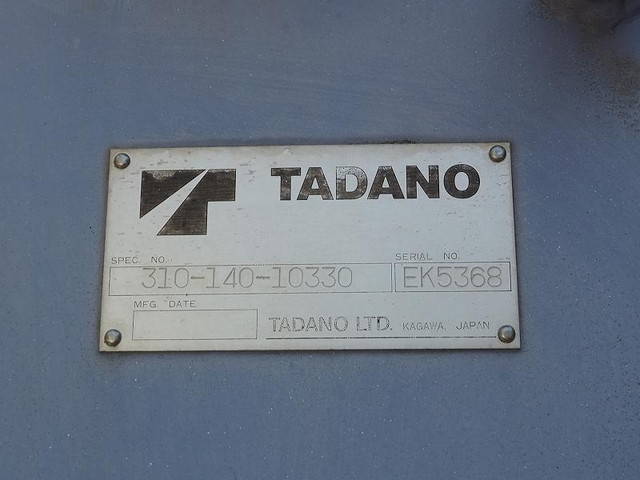 TADANO
SPEC. NO.
310-140-10330
SERIAL NO.
EK5368
MFG. DATE
TADANO LTD. KAGAWA, JAPAN